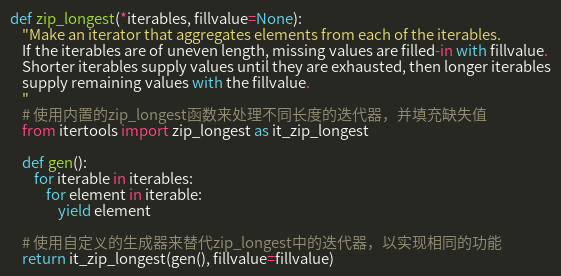 def zip_longest(*iterables, fillvalue=None):
"Make an iterator that aggregates elements from each of the iterables.
If the iterables are of uneven length, missing values are filled-in with fillvalue.
Shorter iterables supply values until they are exhausted, then longer iterables
supply remaining values with the fillvalue.
"
# 使用内置的zip_longest函数来处理不同长度的迭代器，并填充缺失值
from itertools import zip_longest as it_zip_longest
def gen():
for iterable in iterables:
for element in iterable:
yield element
# 使用自定义的生成器来替代zip_longest中的迭代器，以实现相同的功能
return it_zip_longest(gen(), fillvalue=fillvalue)